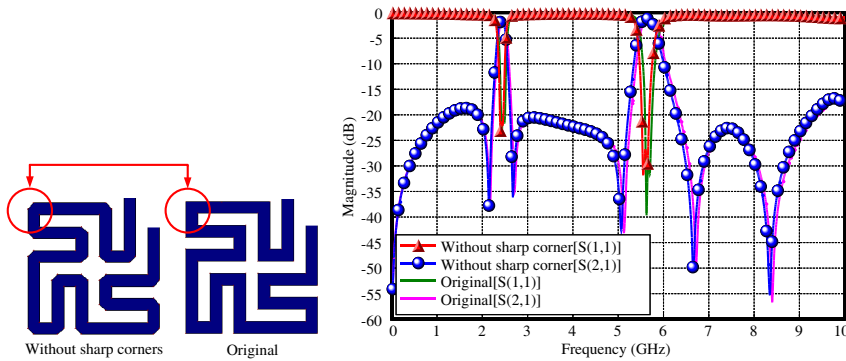 Without sharp corners
Original
Magnitude (dB)
0
-5
-10
-15
-20
-25
-30
-35
-40
-45
-50
-55
-60
Without sharp corner[S(1,1)]
Without sharp corner[S(2,1)]
Original[S(1,1)]
Original[S(2,1)]
0 1 2 3 4 5 6 7 8 9 10
Frequency (GHz)